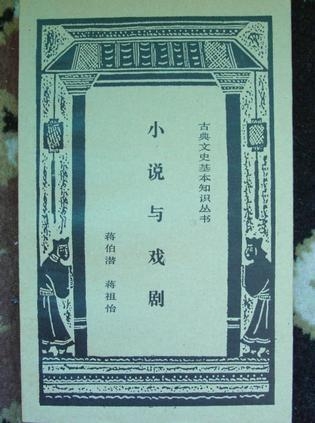 古典文史基本知识丛书
小说与戏剧
蒋伯潜 蒋祖怡